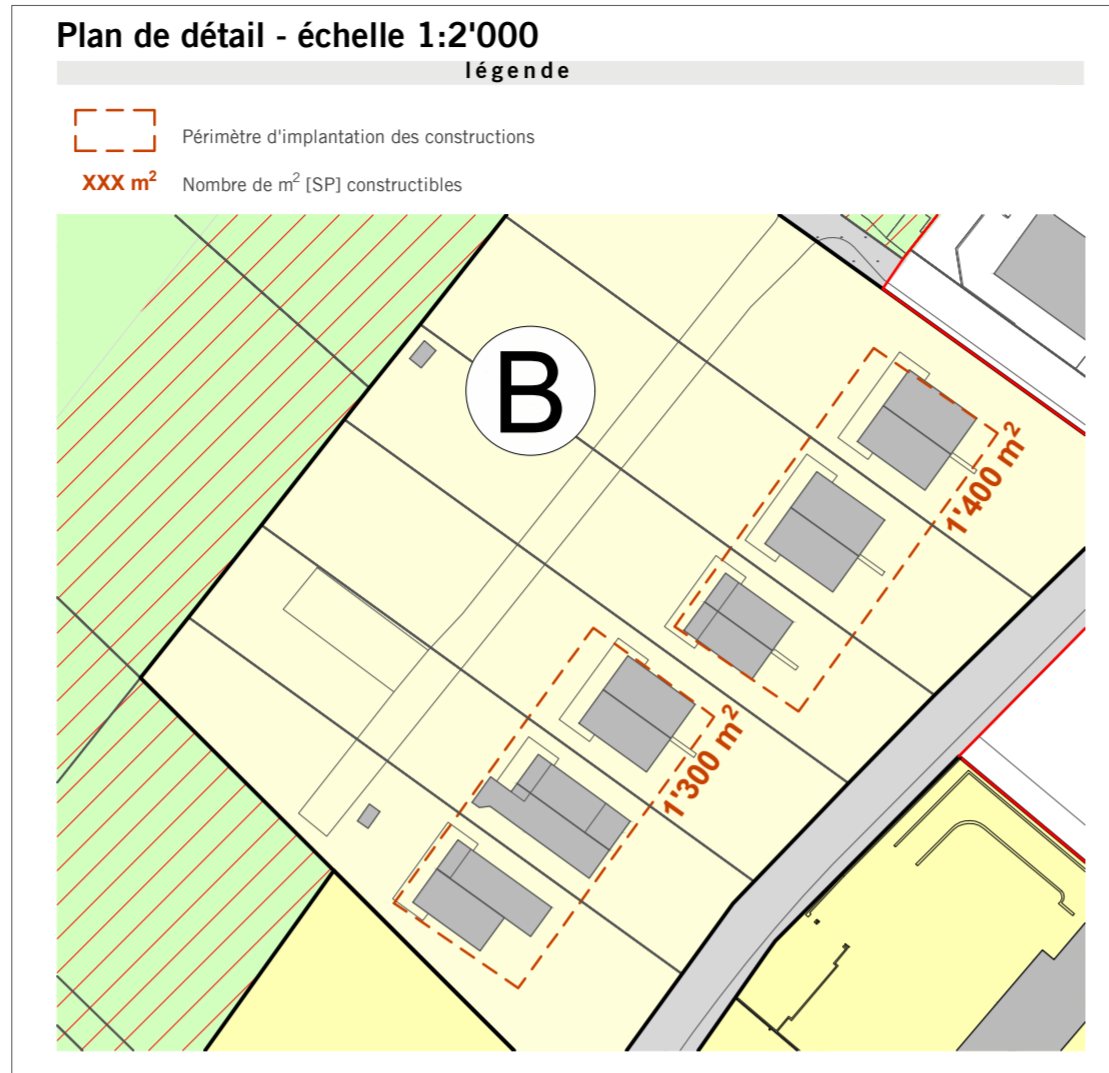 Plan de détail - échelle 1:2'000
légende
Périmètre d'implantation des constructions
XXX m² Nombre de m² [SP] constructibles
B
1'400 m²
1'300 m²